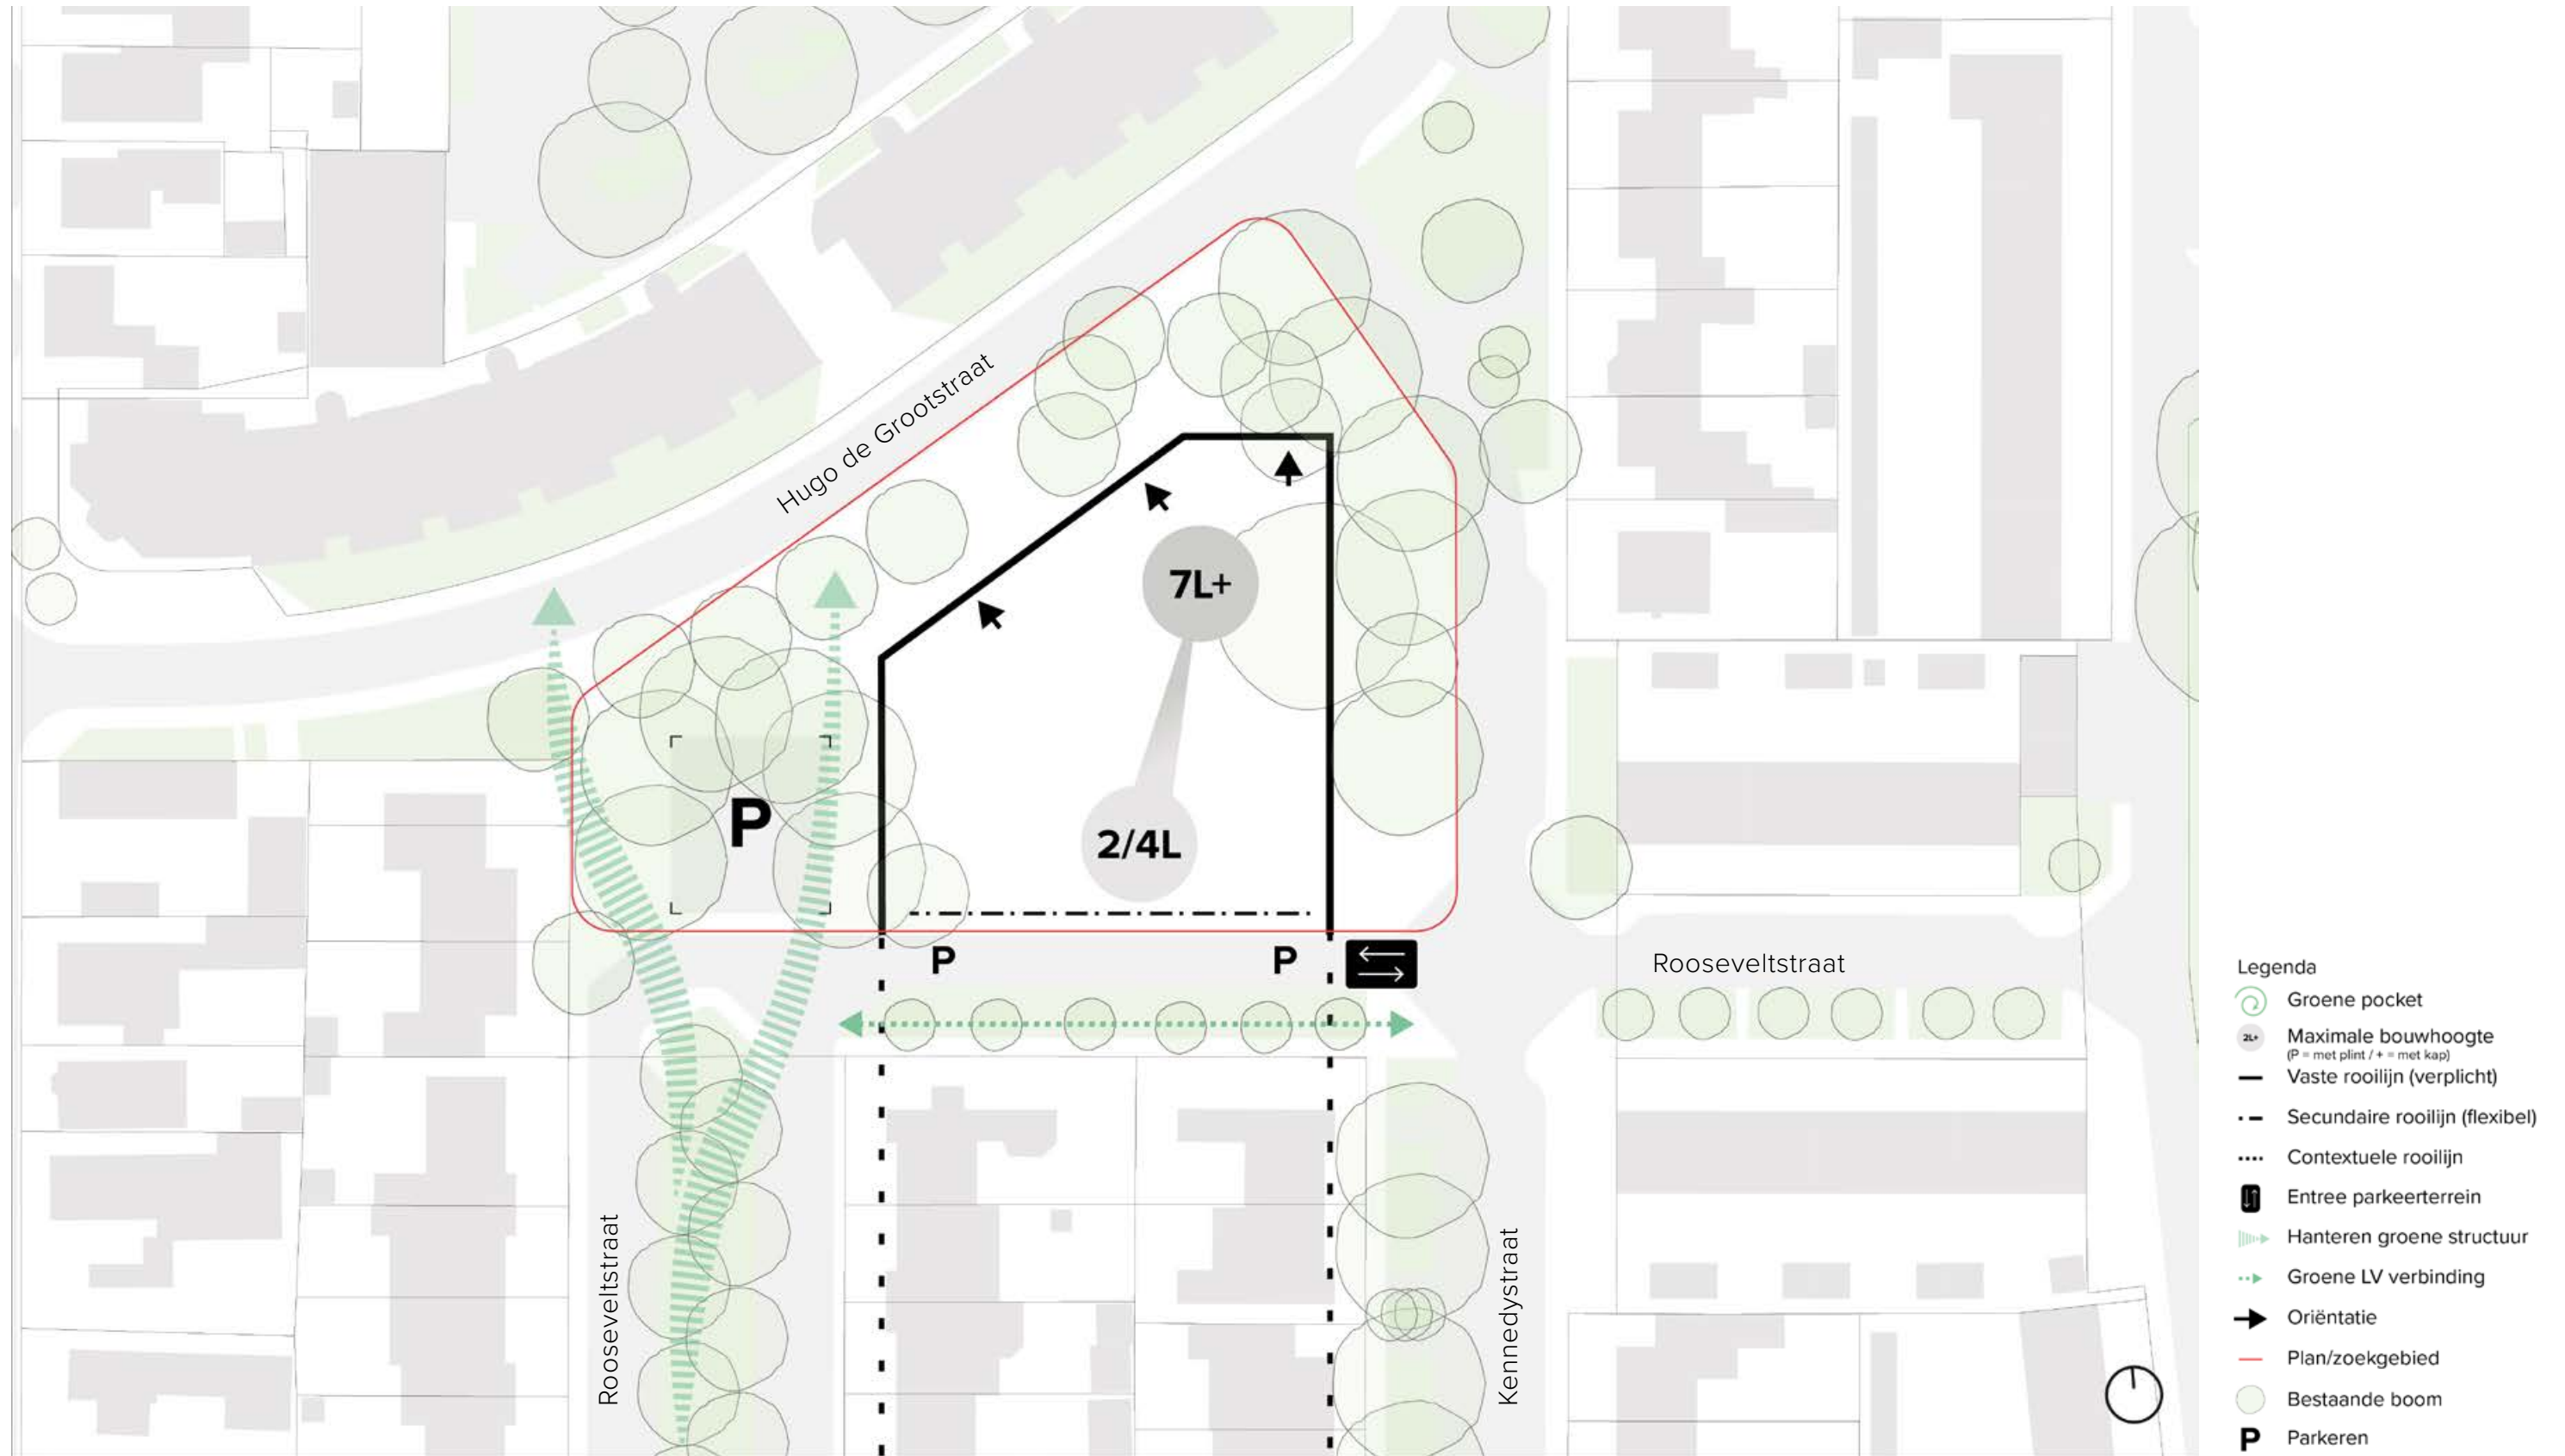 Hugo de Grootstraat
7L+
P
2/4L
P
P
Rooseveltstraat
Rooseveltstraat
Kennedystraat
Legenda
Groene pocket
2L+
Maximale bouwhoogte
(P = met plint / + = met kap)
Vaste rooilijn (verplicht)
Secundaire rooilijn (flexibel)
Contextuele rooilijn
Entree parkeerterrein
Hanteren groene structuur
Groene LV verbinding
Oriëntatie
Plan/zoekgebied
Bestaande boom
P Parkeren